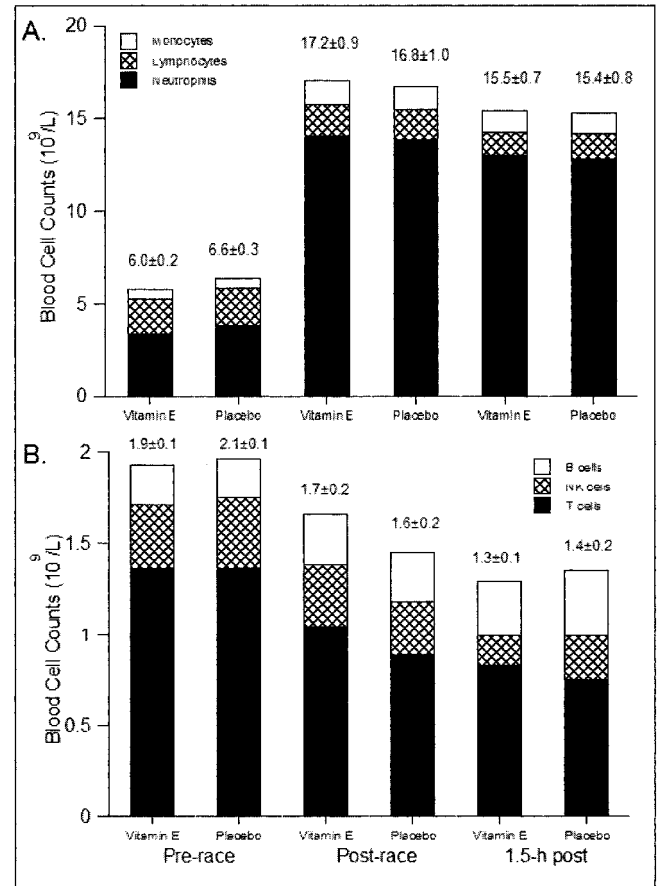 A.
Monocytes
Lymphocytes
Neutrophils
Blood Cell Counts (10^9/L)
20
15
10
5
0
6.0±0.2
6.6±0.3
17.2±0.9
16.8±1.0
15.5±0.7
15.4±0.8
Vitamin E Placebo Vitamin E Placebo Vitamin E Placebo
B.
B cells
NK cells
T cells
Blood Cell Counts (10^9/L)
2
1.5
1
0.5
0
1.9±0.1
2.1±0.1
1.7±0.2
1.6±0.2
1.3±0.1
1.4±0.2
Vitamin E Placebo Vitamin E Placebo Vitamin E Placebo
Pre-race Post-race 1.5-h post